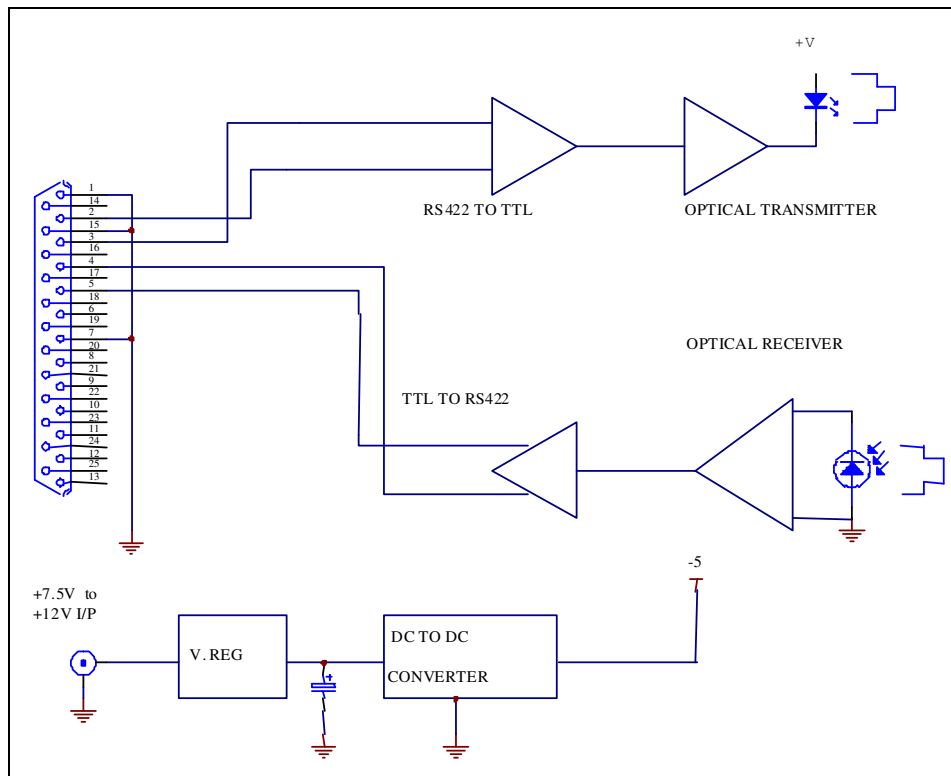 +V
RS422 TO TTL
OPTICAL TRANSMITTER
1
14
2
15
3
16
4
17
5
18
6
19
7
20
8
21
9
22
10
23
11
24
12
25
13
OPTICAL RECEIVER
TTL TO RS422
-5
+7.5V to
+12V I/P
V. REG
DC TO DC
CONVERTER
+